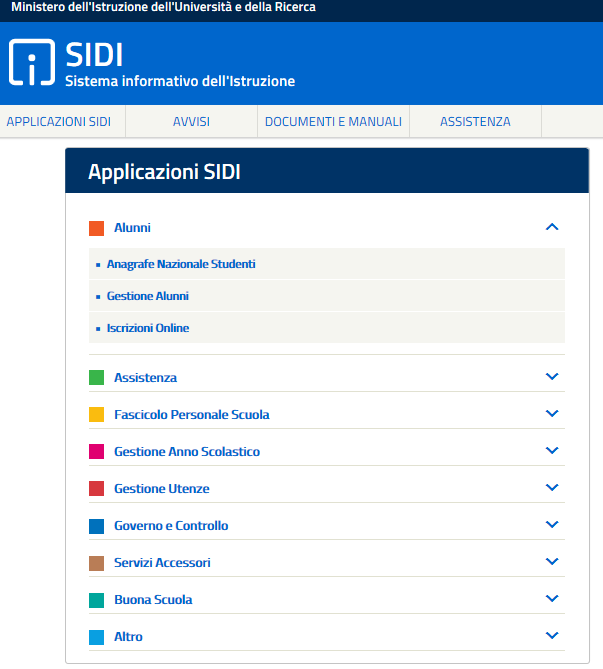 Ministero dell'Istruzione dell'Università e della Ricerca
SIDI
Sistema informativo dell'Istruzione
APPLICAZIONI SIDI AVVISI DOCUMENTI E MANUALI ASSISTENZA
Applicazioni SIDI
Alunni
Anagrafe Nazionale Studenti
Gestione Alunni
Iscrizioni Online
Assistenza
Fascicolo Personale Scuola
Gestione Anno Scolastico
Gestione Utenze
Governo e Controllo
Servizi Accessori
Buona Scuola
Altro